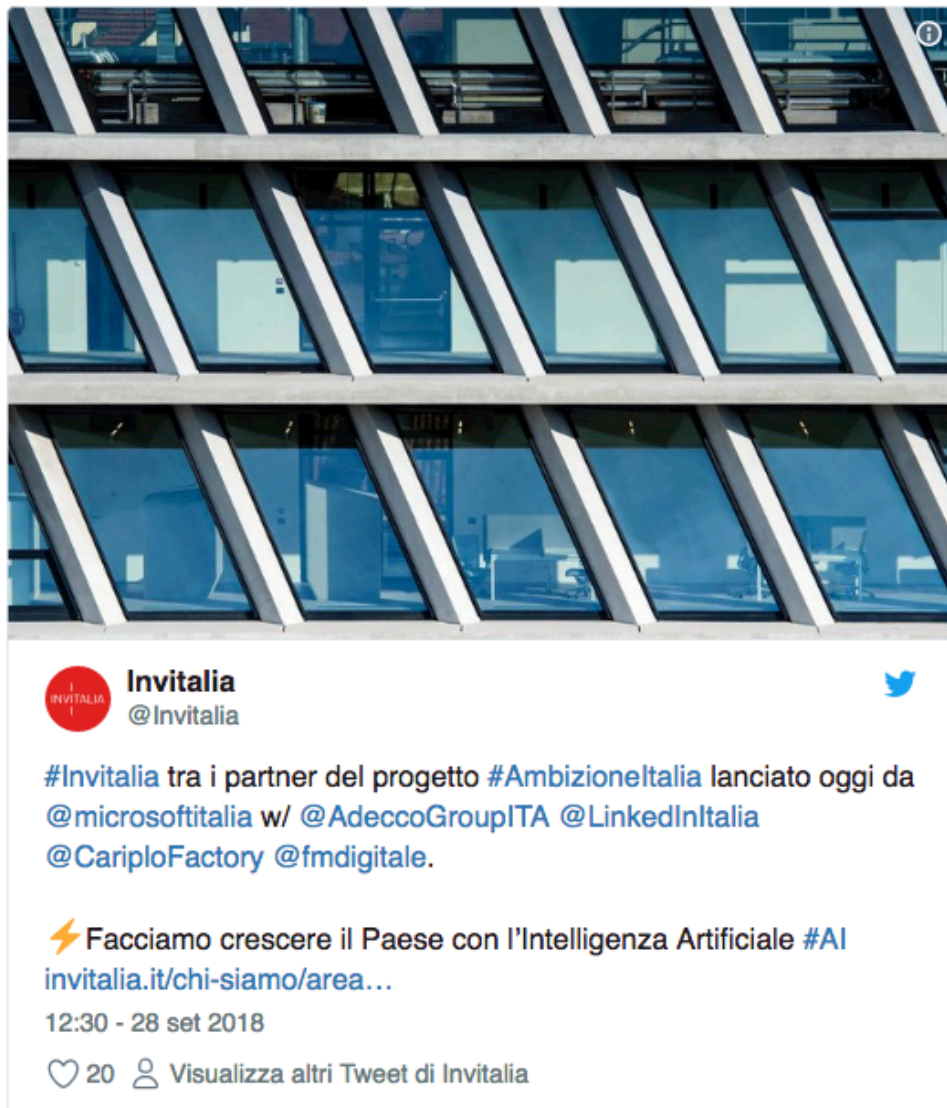 INVITALIA
Invitalia
@Invitalia
#Invitalia tra i partner del progetto #AmbizioneItalia lanciato oggi da
@microsoftitalia w/ @AdeccoGroupITA @LinkedInItalia
@CariploFactory @fmdigitale.
⚡Facciamo crescere il Paese con l’Intelligenza Artificiale #AI
invitalia.it/chi-siamo/area…
12:30 - 28 set 2018
20 Visualizza altri Tweet di Invitalia